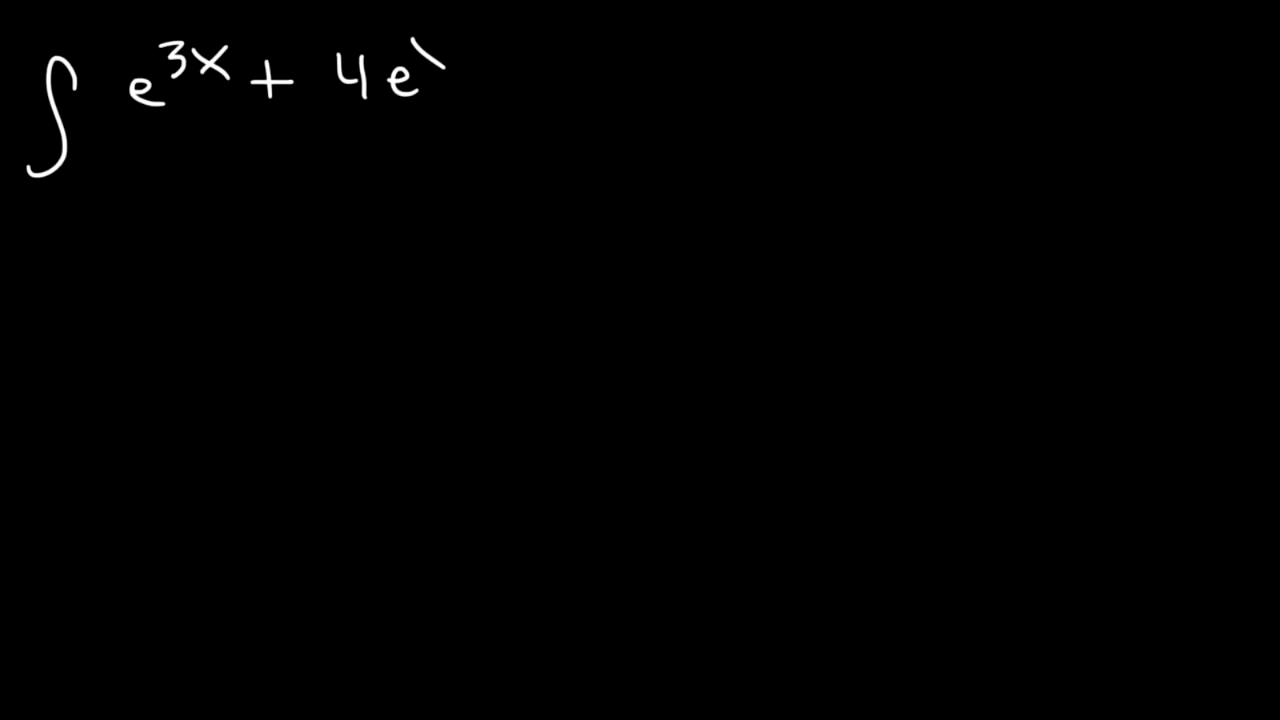 ∫ e^{3x} + 4e^\